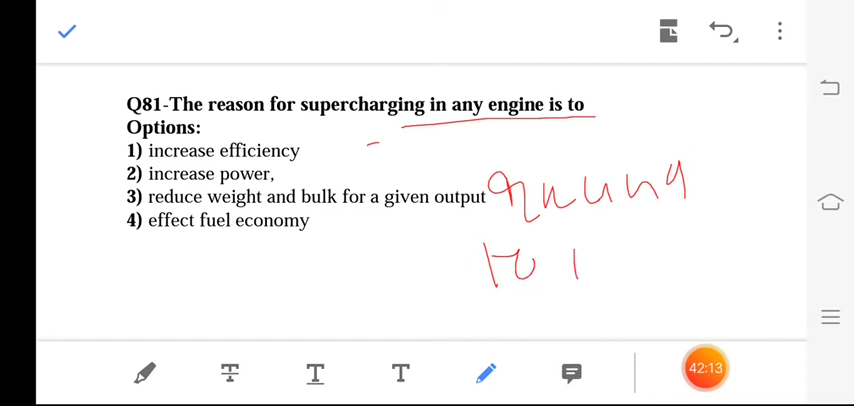 Q81-The reason for supercharging in any engine is to
Options:
1) increase efficiency
2) increase power,
3) reduce weight and bulk for a given output
4) effect fuel economy
T T T
42:13